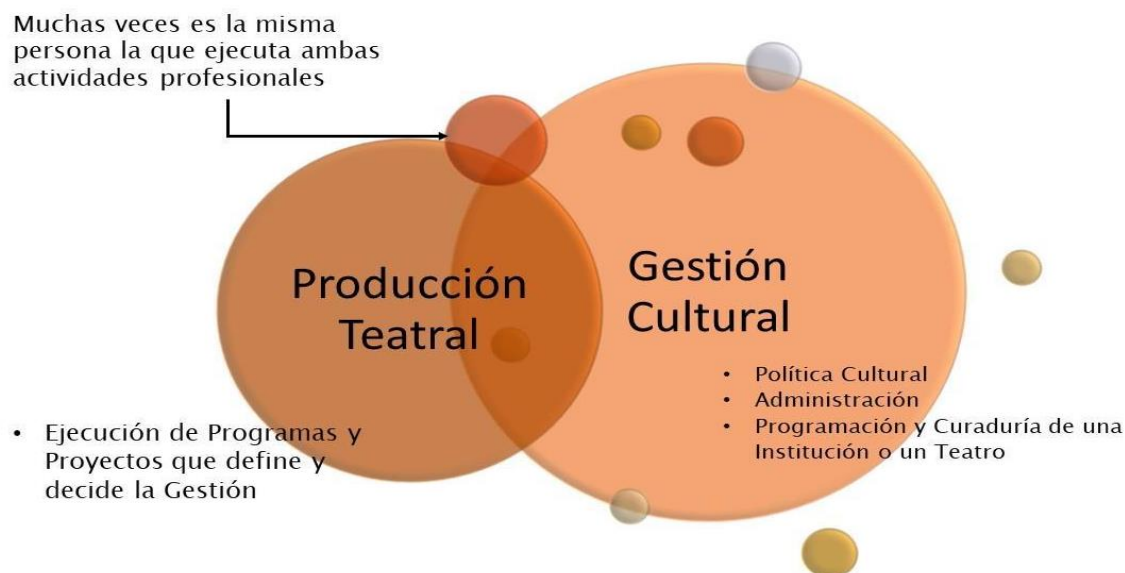 Muchas veces es la misma
persona la que ejecuta ambas
actividades profesionales
Producción
Teatral
Gestión
Cultural
• Política Cultural
• Administración
• Programación y Curaduría de una
Institución o un Teatro
• Ejecución de Programas y
Proyectos que define y
decide la Gestión